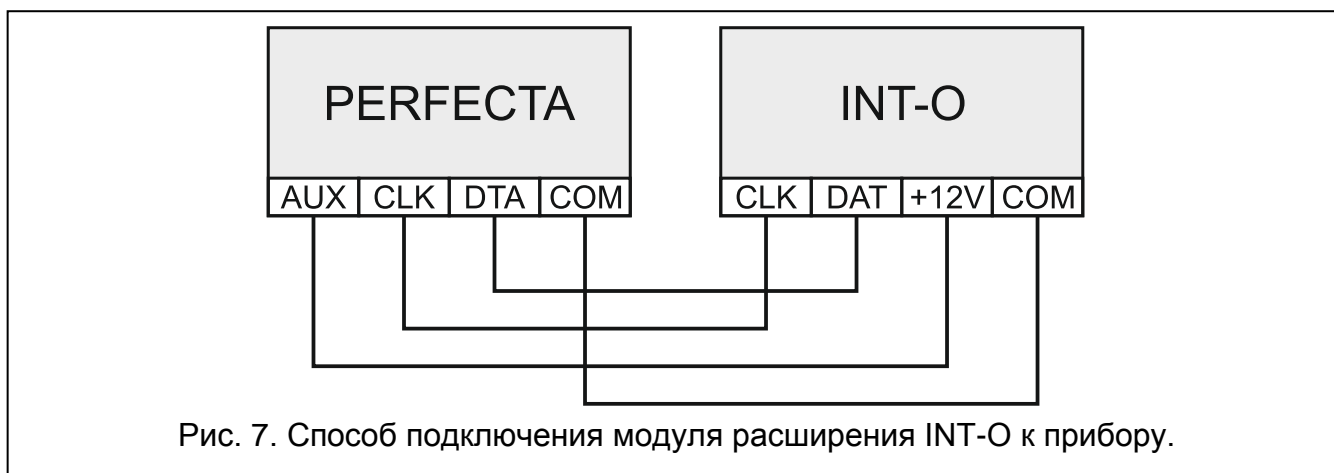 PERFECTA INT-O
AUX CLK DTA COM CLK DAT +12V COM
Рис. 7. Способ подключения модуля расширения INT-O к прибору.